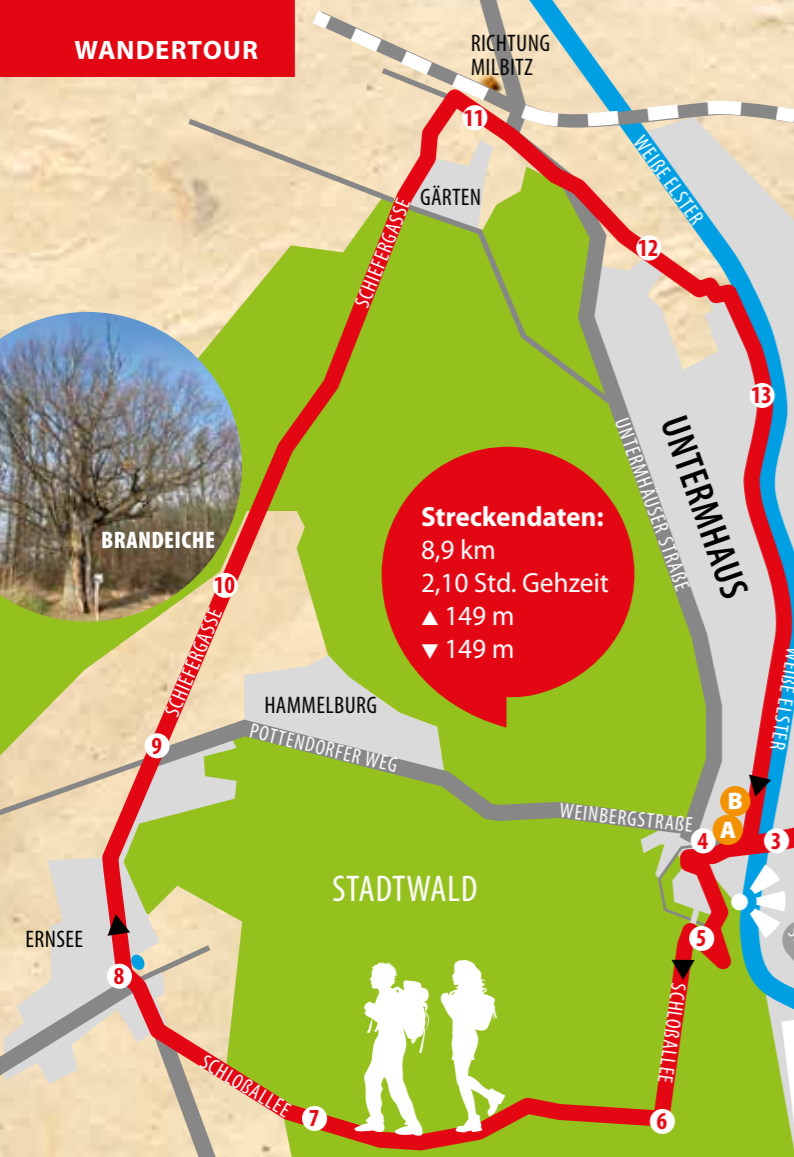 WANDERTOUR
RICHTUNG
MILBITZ
11
WEIẞE ELSTER
GÄRTEN
SCHIEFERGASSE
12
13
UNTERMHAUS
UNTERMHÄUSER STRAẞE
BRANDEICHE
Streckendaten:
8,9 km
2,10 Std. Gehzeit
▲ 149 m
▼ 149 m
10
SCHIEFERGASSE
HAMMELBURG
WEIẞE ELSTER
9
POTTENDORFER WEG
B
WEINBERGSTRAẞE
4
A
3
STADTWALD
ERNSEE
5
8
SCHLOẞALLEE
SCHLOẞALLEE
7
6